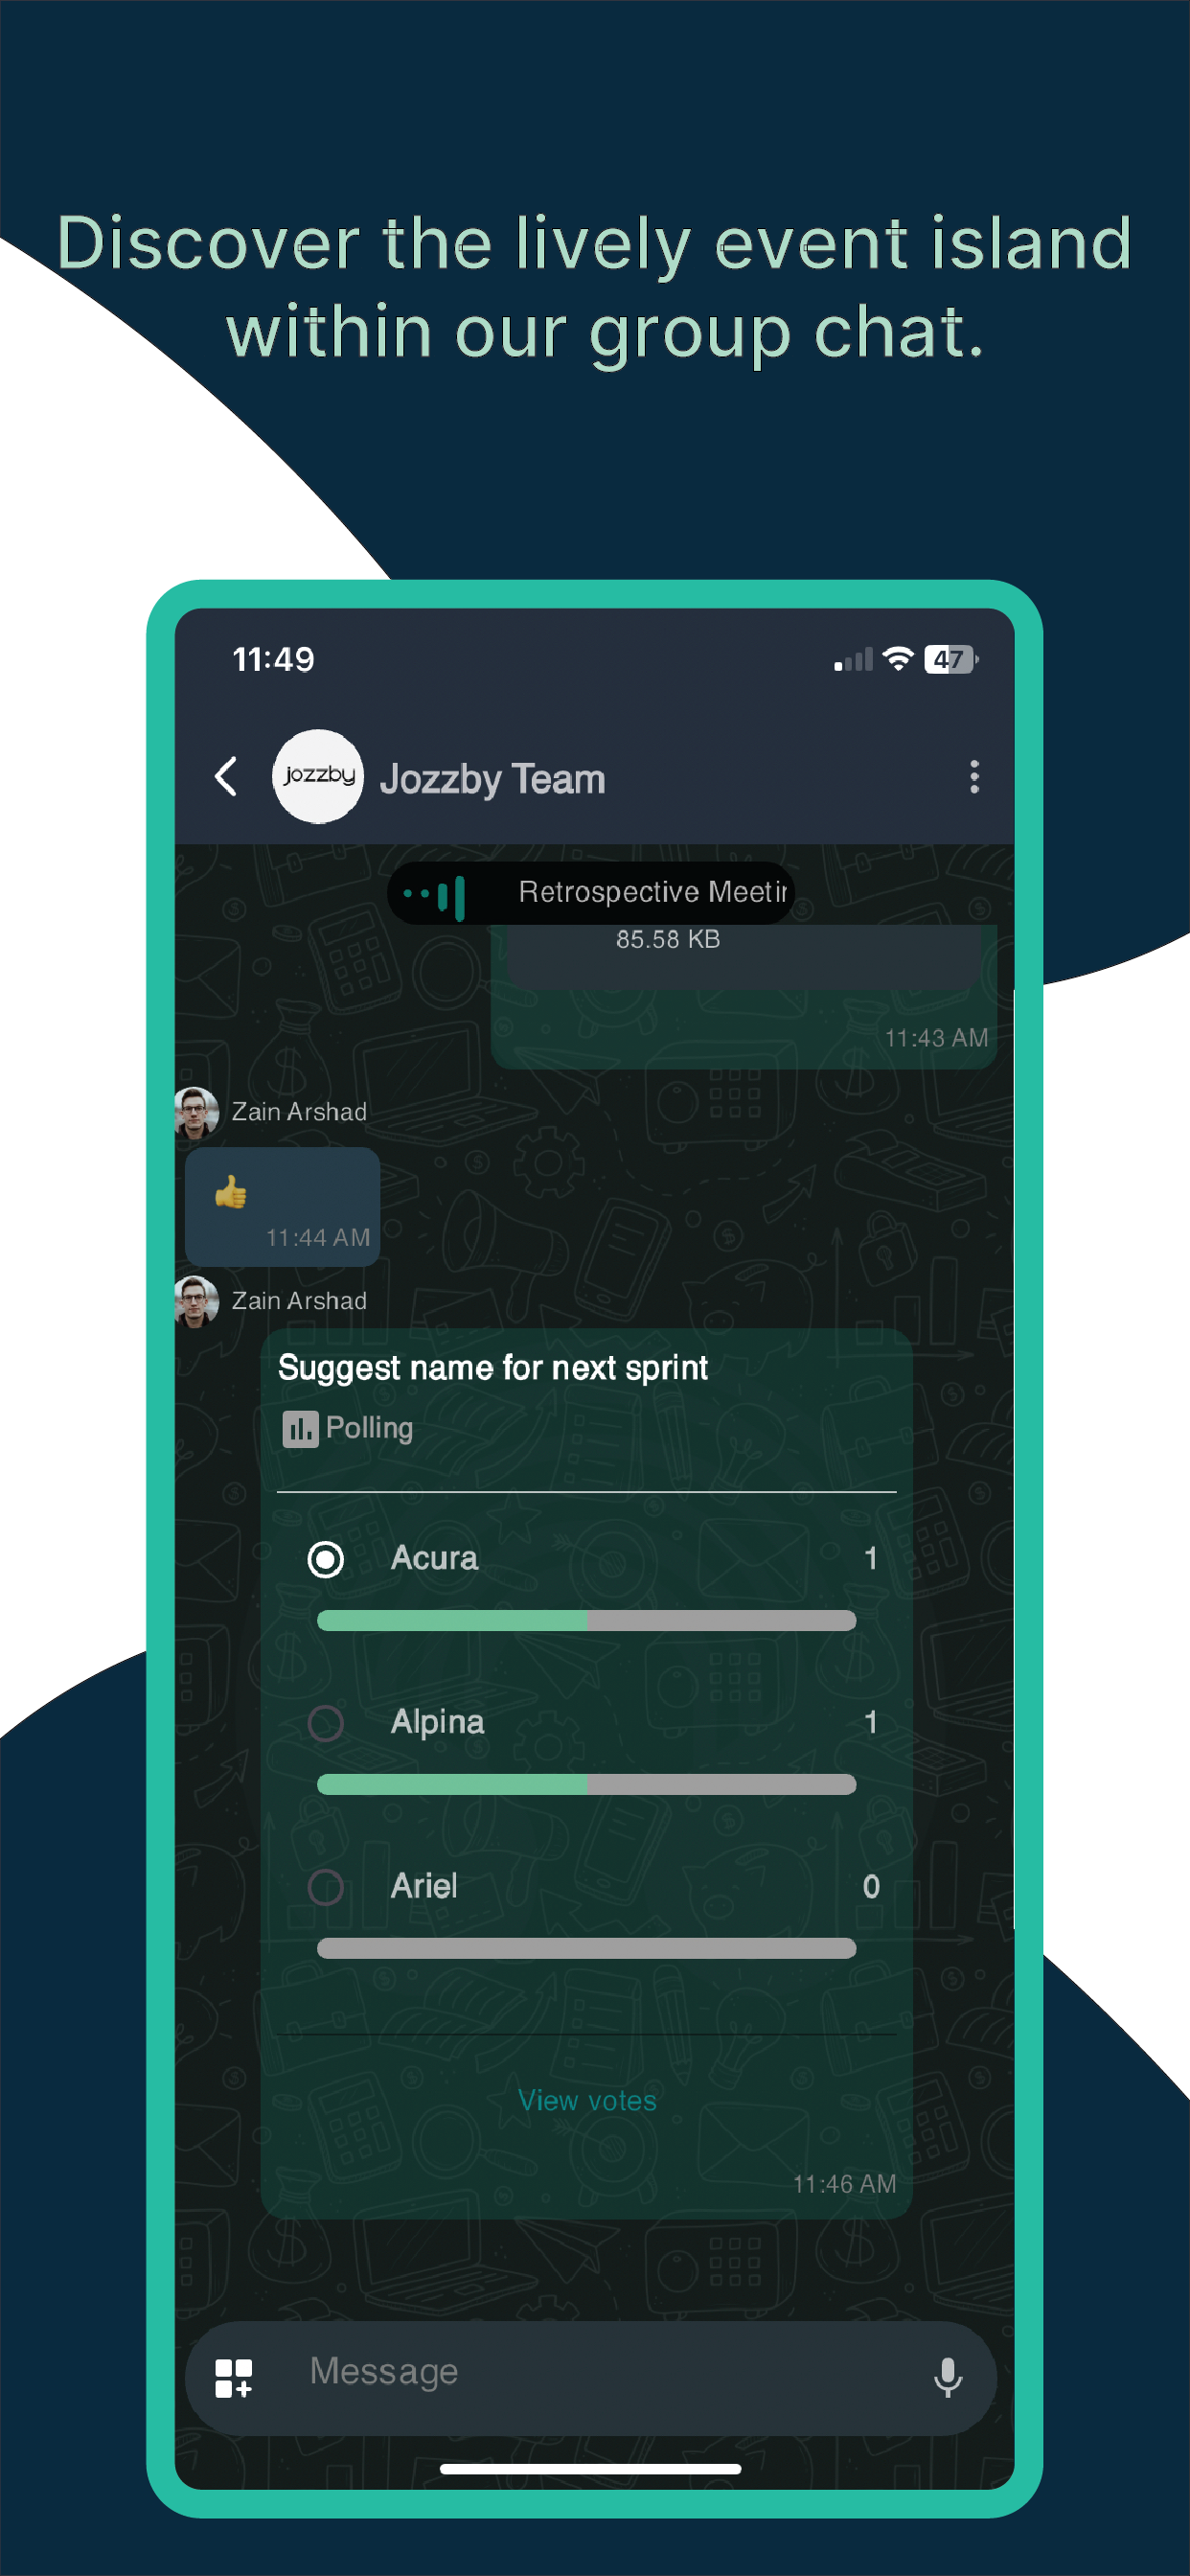 Discover the lively event island
within our group chat.
11:49
47
jozzby
Jozzby Team
Retrospective Meetin
85.58 KB
11:43 AM
Zain Arshad
11:44 AM
Zain Arshad
Suggest name for next sprint
Polling
Acura 1
Alpina 1
Ariel 0
View votes
11:46 AM
Message